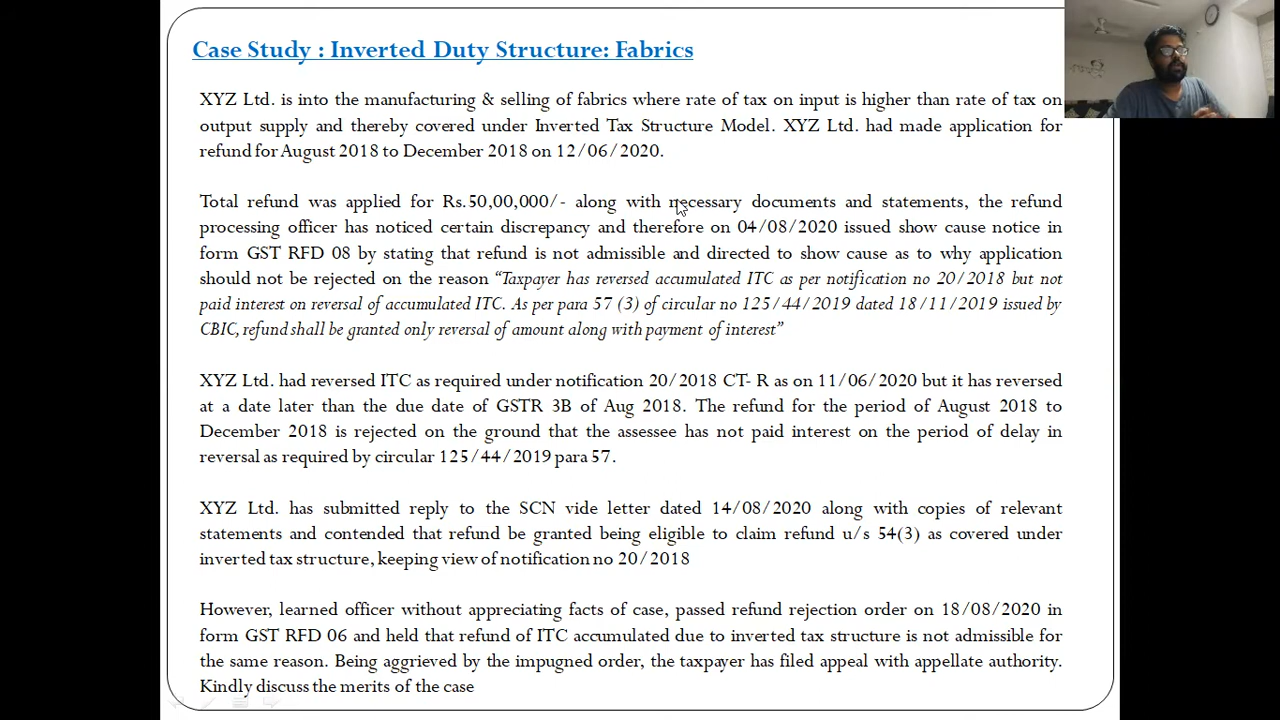 Case Study : Inverted Duty Structure: Fabrics
XYZ Ltd. is into the manufacturing & selling of fabrics where rate of tax on input is higher than rate of tax on
output supply and thereby covered under Inverted Tax Structure Model. XYZ Ltd. had made application for
refund for August 2018 to December 2018 on 12/06/2020.
Total refund was applied for Rs.50,00,000/- along with necessary documents and statements, the refund
processing officer has noticed certain discrepancy and therefore on 04/08/2020 issued show cause notice in
form GST RFD 08 by stating that refund is not admissible and directed to show cause as to why application
should not be rejected on the reason “Taxpayer has reversed accumulated ITC as per notification no 20/2018 but not
paid interest on reversal of accumulated ITC. As per para 57 (3) of circular no 125/44/2019 dated 18/11/2019 issued by
CBIC, refund shall be granted only reversal of amount along with payment of interest”
XYZ Ltd. had reversed ITC as required under notification 20/2018 CT- R as on 11/06/2020 but it has reversed
at a date later than the due date of GSTR 3B of Aug 2018. The refund for the period of August 2018 to
December 2018 is rejected on the ground that the assessee has not paid interest on the period of delay in
reversal as required by circular 125/44/2019 para 57.
XYZ Ltd. has submitted reply to the SCN vide letter dated 14/08/2020 along with copies of relevant
statements and contended that refund be granted being eligible to claim refund u/s 54(3) as covered under
inverted tax structure, keeping view of notification no 20/2018
However, learned officer without appreciating facts of case, passed refund rejection order on 18/08/2020 in
form GST RFD 06 and held that refund of ITC accumulated due to inverted tax structure is not admissible for
the same reason. Being aggrieved by the impugned order, the taxpayer has filed appeal with appellate authority.
Kindly discuss the merits of the case